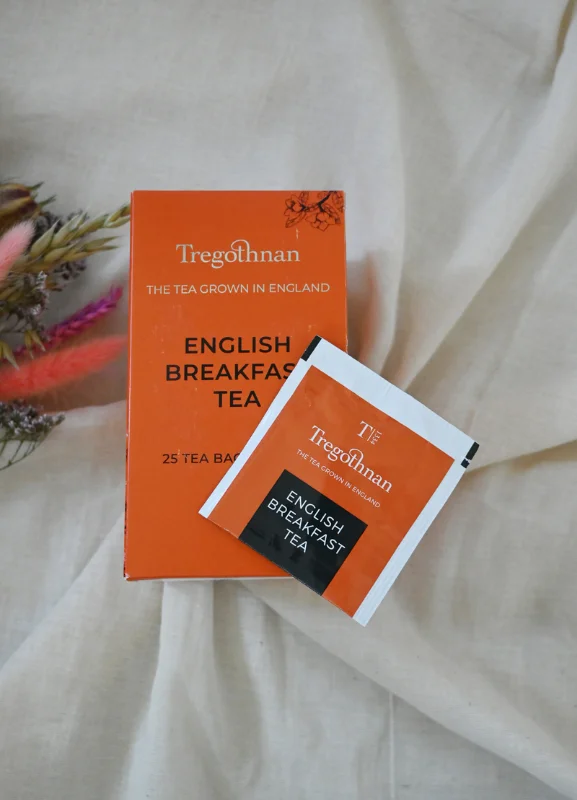 Tregothnan
THE TEA GROWN IN ENGLAND
ENGLISH
BREAKFAS
TEA
25 TEA BAG
T
Tregothnan
THE TEA GROWN IN ENGLAND
ENGLISH
BREAKFAST
TEA